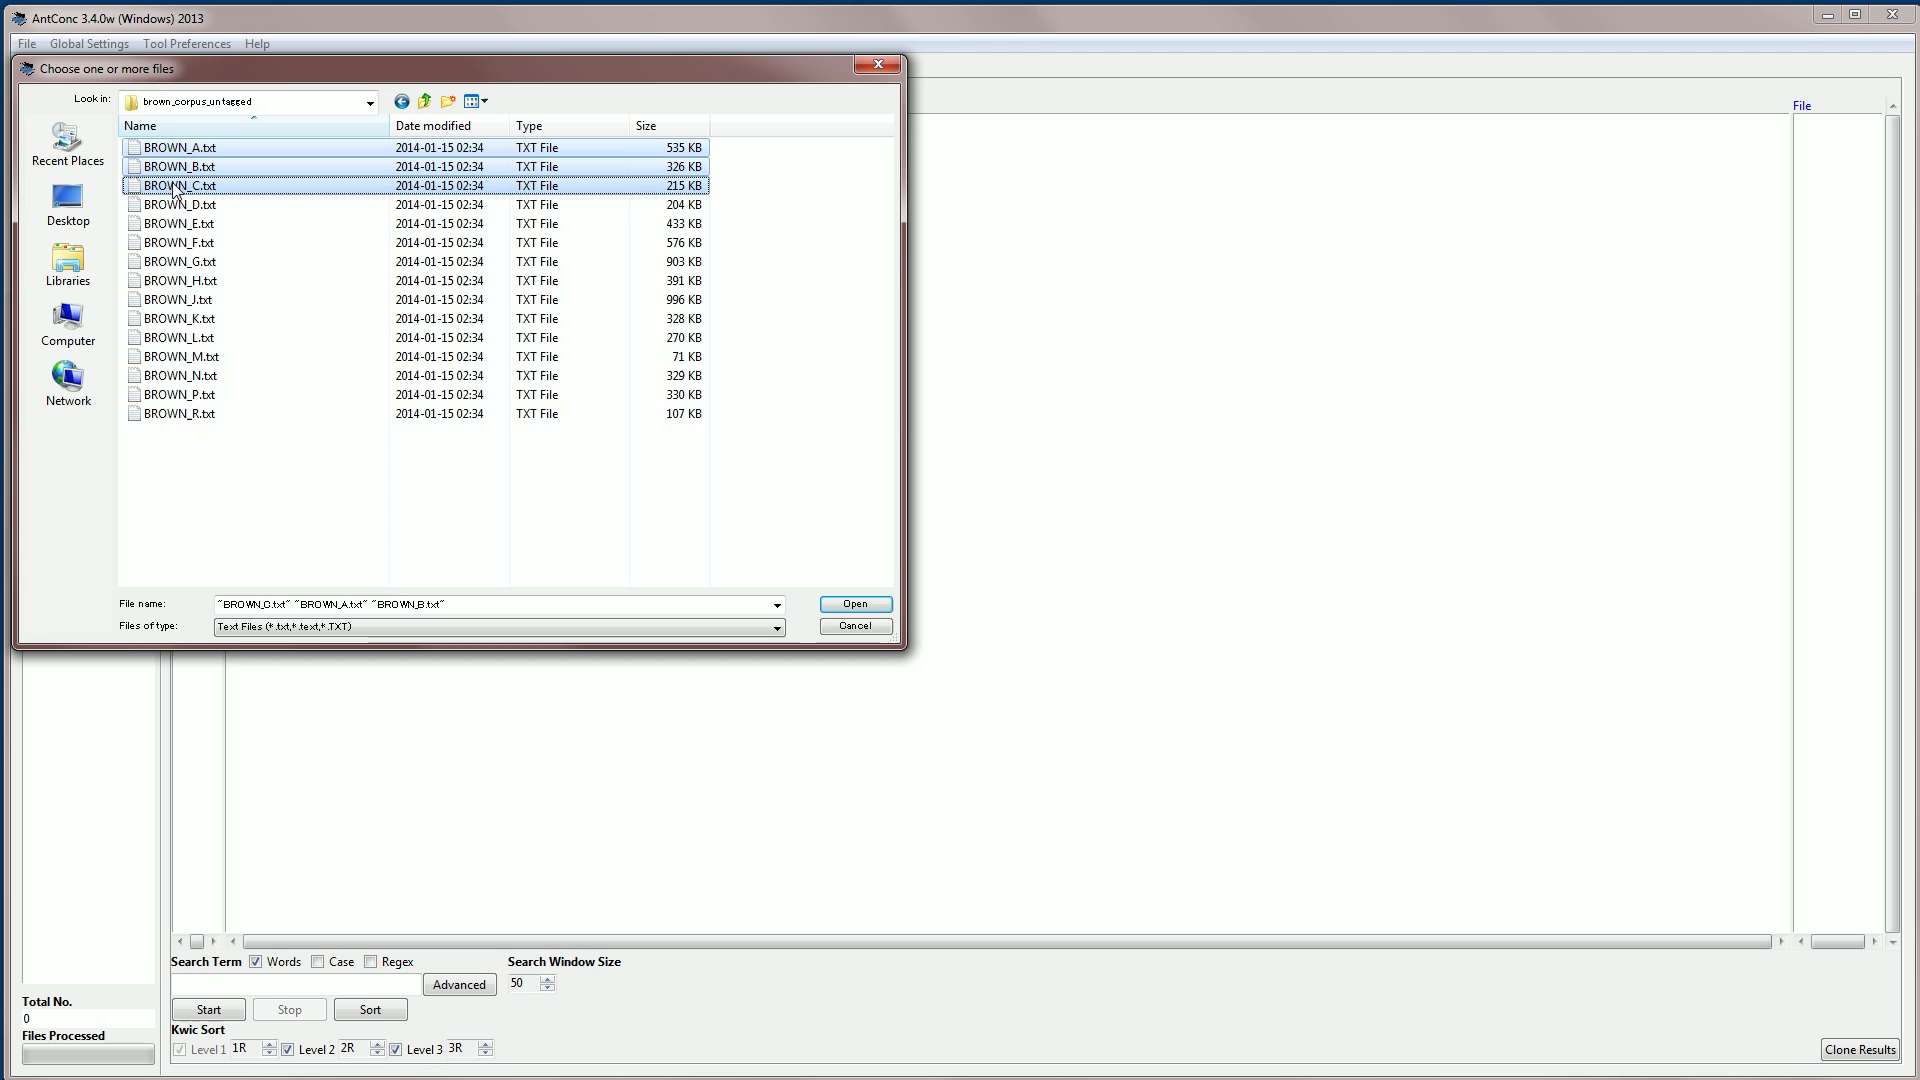 AntConc 3.4.0w (Windows) 2013
File Global Settings Tool Preferences Help
Choose one or more files
Look in: brown_corpus_untagged
File
Name Date modified Type Size
BROWN_A.txt 2014-01-15 02:34 TXT File 535 KB
BROWN_B.txt 2014-01-15 02:34 TXT File 326 KB
BROWN_C.txt 2014-01-15 02:34 TXT File 215 KB
BROWN_D.txt 2014-01-15 02:34 TXT File 204 KB
BROWN_E.txt 2014-01-15 02:34 TXT File 433 KB
BROWN_F.txt 2014-01-15 02:34 TXT File 576 KB
BROWN_G.txt 2014-01-15 02:34 TXT File 903 KB
BROWN_H.txt 2014-01-15 02:34 TXT File 391 KB
BROWN_J.txt 2014-01-15 02:34 TXT File 996 KB
BROWN_K.txt 2014-01-15 02:34 TXT File 328 KB
BROWN_L.txt 2014-01-15 02:34 TXT File 270 KB
BROWN_M.txt 2014-01-15 02:34 TXT File 71 KB
BROWN_N.txt 2014-01-15 02:34 TXT File 329 KB
BROWN_P.txt 2014-01-15 02:34 TXT File 330 KB
BROWN_R.txt 2014-01-15 02:34 TXT File 107 KB
Recent Places
Desktop
Libraries
Computer
Network
File name: "BROWN_C.txt" "BROWN_A.txt" "BROWN_B.txt" Open
Files of type: Text Files (*.txt,*.text,*.TXT) Cancel
Search Term Words Case Regex Search Window Size
Advanced 50
Start Stop Sort
Kwic Sort
Level 1 1R Level 2 2R Level 3 3R
Total No.
0
Files Processed
Clone Results